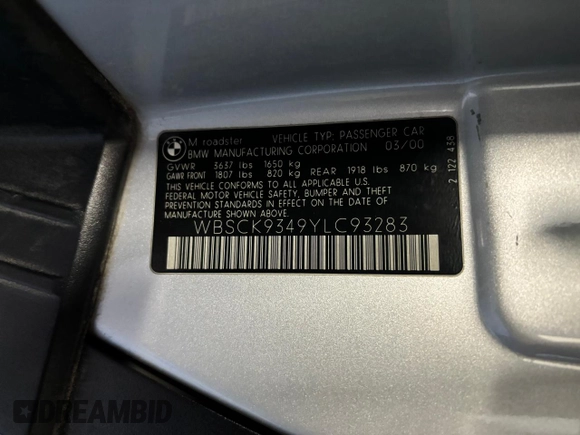 M roadster VEHICLE TYP: PASSENGER CAR
BMW MANUFACTURING CORPORATION 03/00
GVWR 3637 lbs 1650 kg
GAWR FRONT 1807 lbs 820 kg REAR 1918 lbs 870 kg
THIS VEHICLE CONFORMS TO ALL APPLICABLE U.S.
FEDERAL MOTOR VEHICLE SAFETY, BUMPER AND THEFT
PREVENTION STANDARDS IN EFFECT ON THE DATE OF
MANUFACTURE SHOWN ABOVE.
WBSCK9349YLC93283
2 122 438
DREAMBID